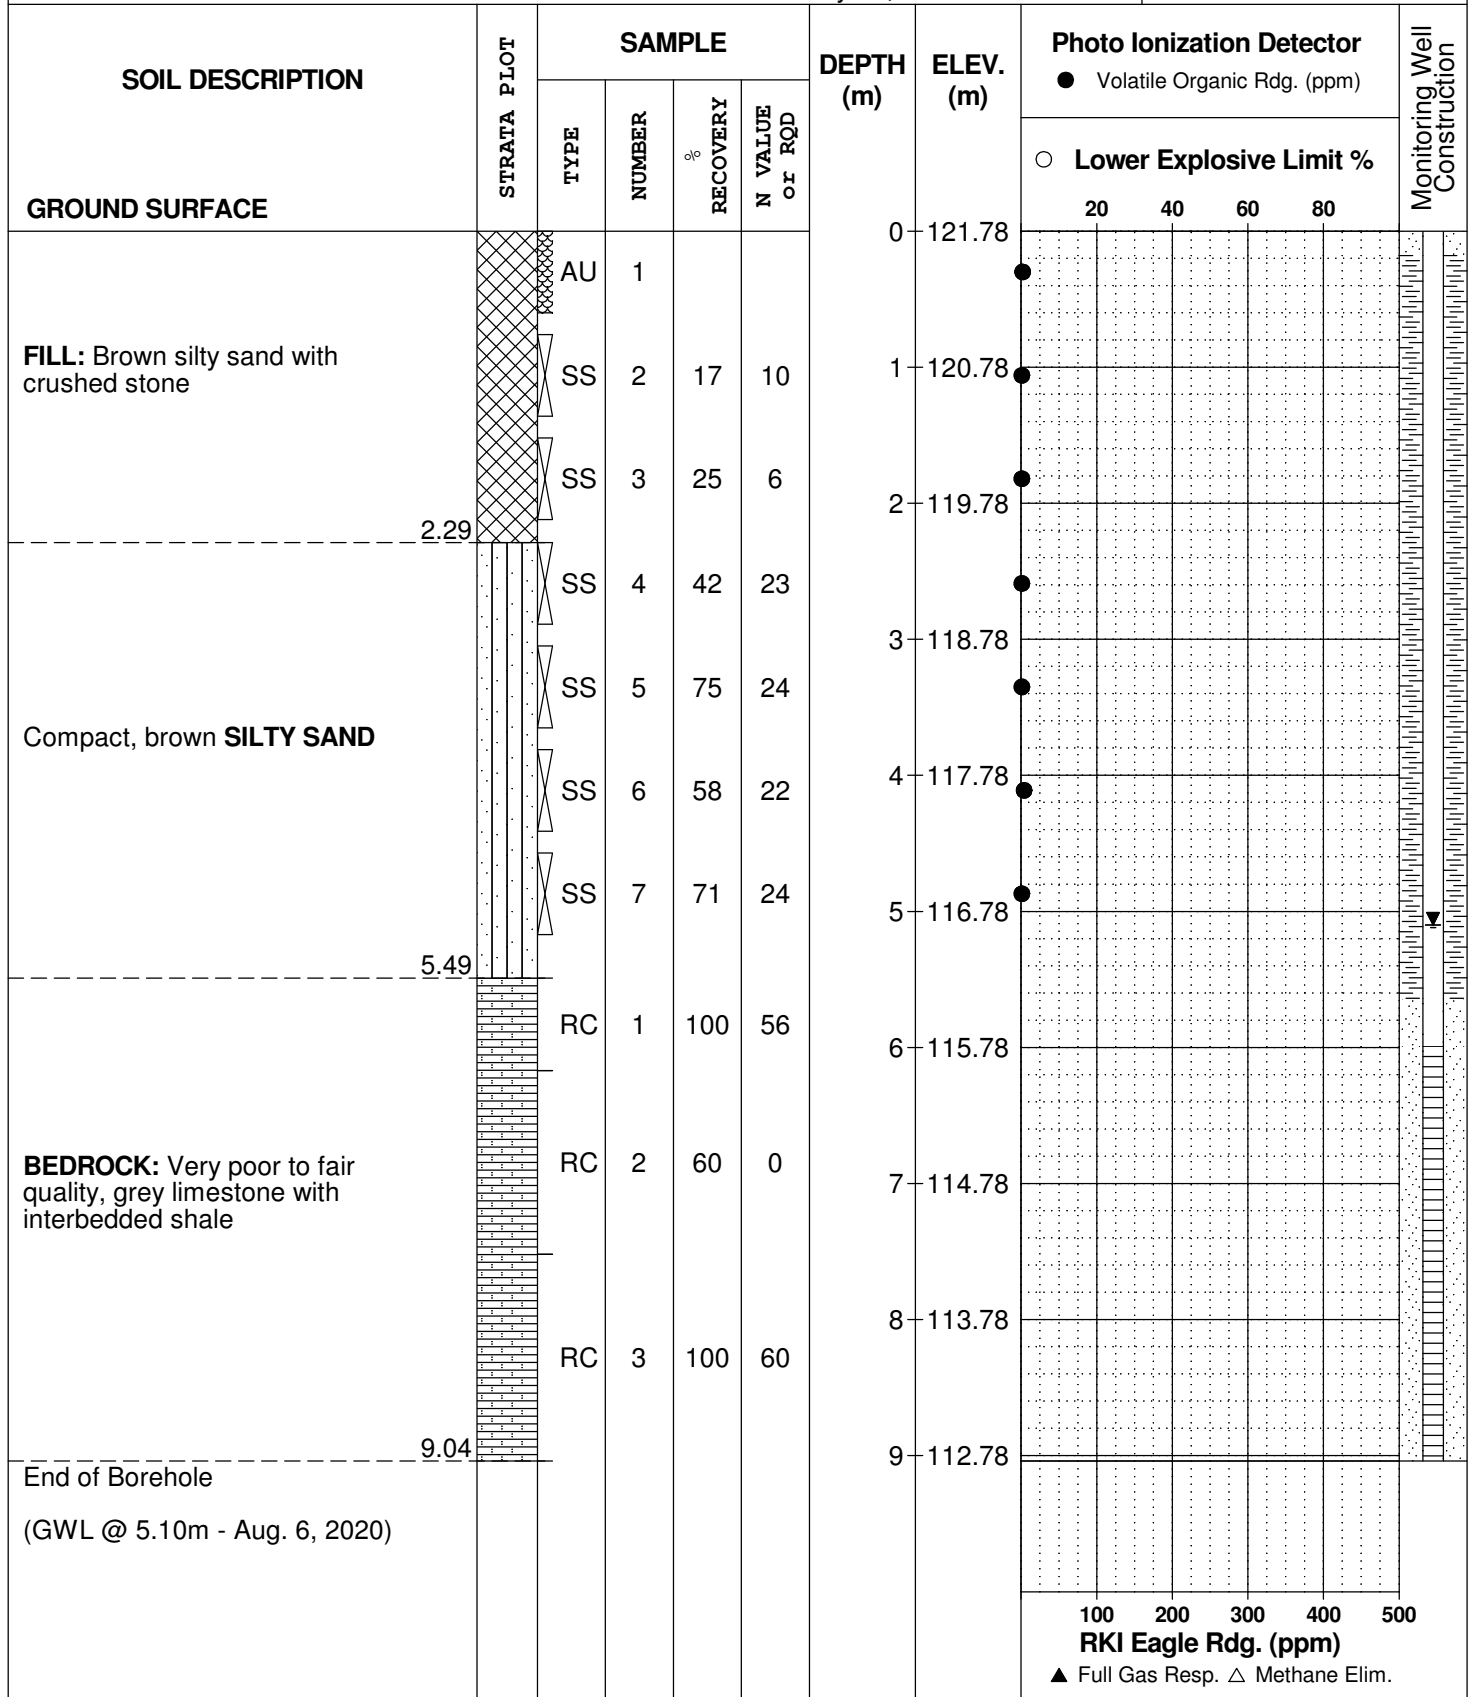 SOIL DESCRIPTION
GROUND SURFACE
STRATA PLOT
SAMPLE
TYPE
NUMBER
%
RECOVERY
N VALUE
or RQD
DEPTH
(m)
ELEV.
(m)
Photo Ionization Detector
● Volatile Organic Rdg. (ppm)
○ Lower Explosive Limit %
20 40 60 80
Monitoring Well
Construction
0 121.78
AU 1
FILL: Brown silty sand with
crushed stone
1 120.78
SS 2 17 10
SS 3 25 6
2 119.78
2.29
SS 4 42 23
3 118.78
SS 5 75 24
Compact, brown SILTY SAND
4 117.78
SS 6 58 22
SS 7 71 24
5 116.78
5.49
RC 1 100 56
6 115.78
BEDROCK: Very poor to fair
quality, grey limestone with
interbedded shale
RC 2 60 0
7 114.78
8 113.78
RC 3 100 60
9.04
9 112.78
End of Borehole
(GWL @ 5.10m - Aug. 6, 2020)
100 200 300 400 500
RKI Eagle Rdg. (ppm)
▲ Full Gas Resp. △ Methane Elim.